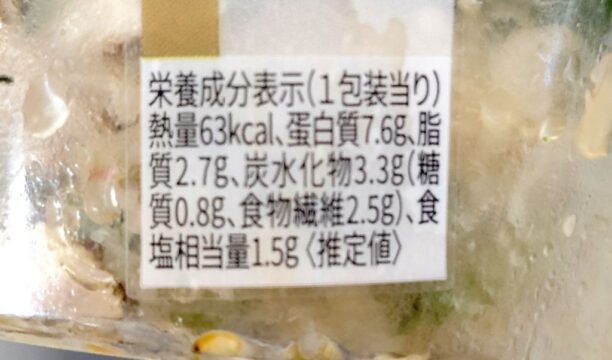 栄養成分表示(1包装当り)
熱量63kcal、蛋白質7.6g、脂
質2.7g、炭水化物3.3g(糖
質0.8g、食物繊維2.5g)、食
塩相当量1.5g〈推定値〉